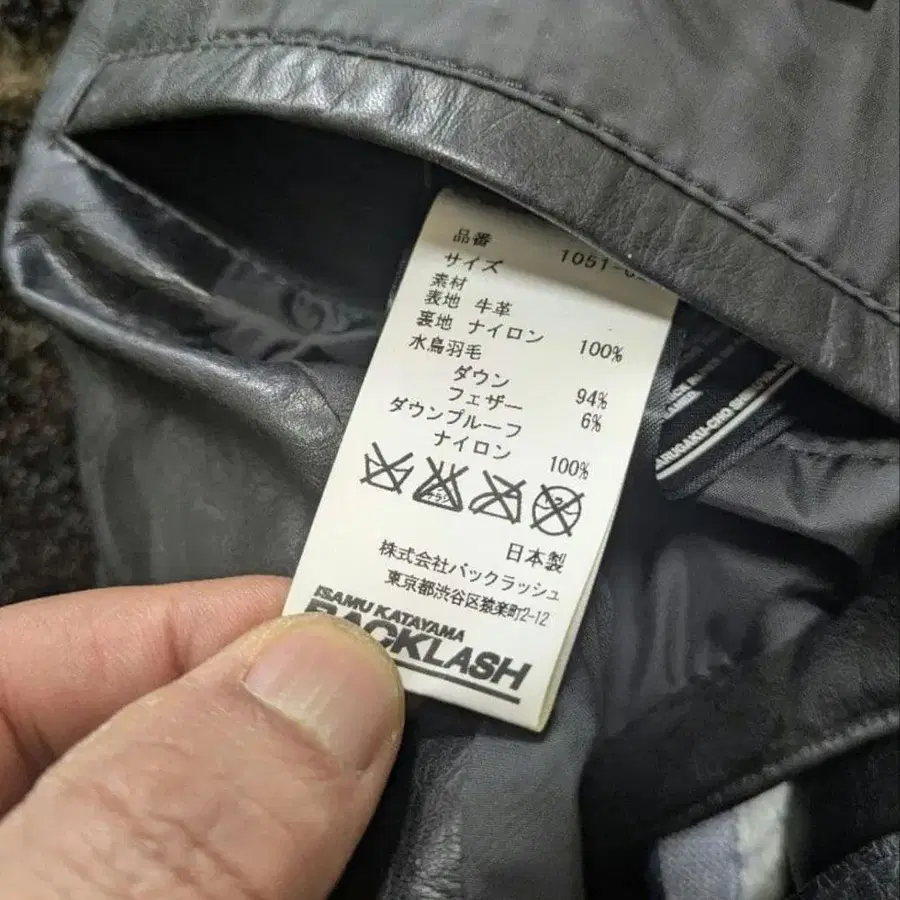 品番 1051-
サイズ
素材
表地 牛革
裏地 ナイロン 100%
水鳥羽毛
ダウン 94%
フェザー 6%
ダウンプルーフ
ナイロン 100%
日本製
株式会社バックラッシュ
東京都渋谷区猿楽町2-12
ISAMU KATAYAMA
BACKLASH